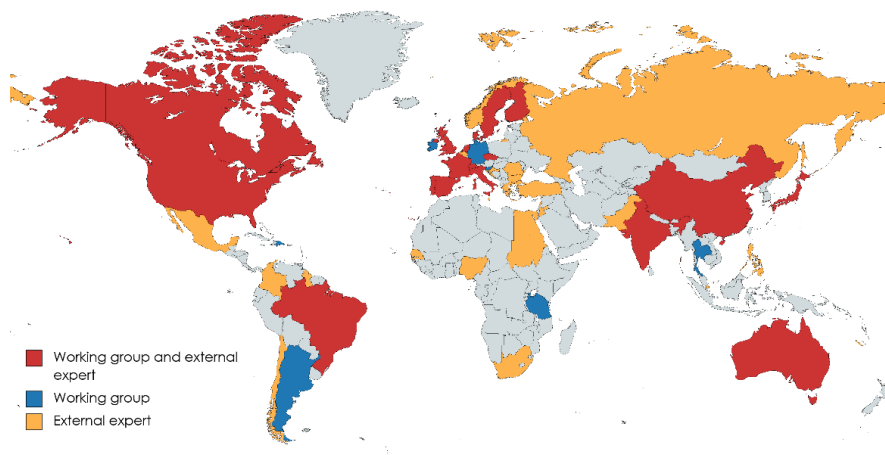 Working group and external
expert
Working group
External expert